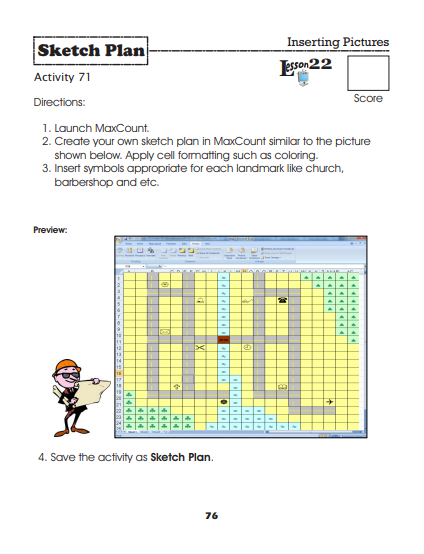 Inserting Pictures
Sketch Plan
Lesson 22
Activity 71
Score
Directions:
1. Launch MaxCount.
2. Create your own sketch plan in MaxCount similar to the picture
shown below. Apply cell formatting such as coloring.
3. Insert symbols appropriate for each landmark like church,
barbershop and etc.
Preview:
4. Save the activity as Sketch Plan.
76